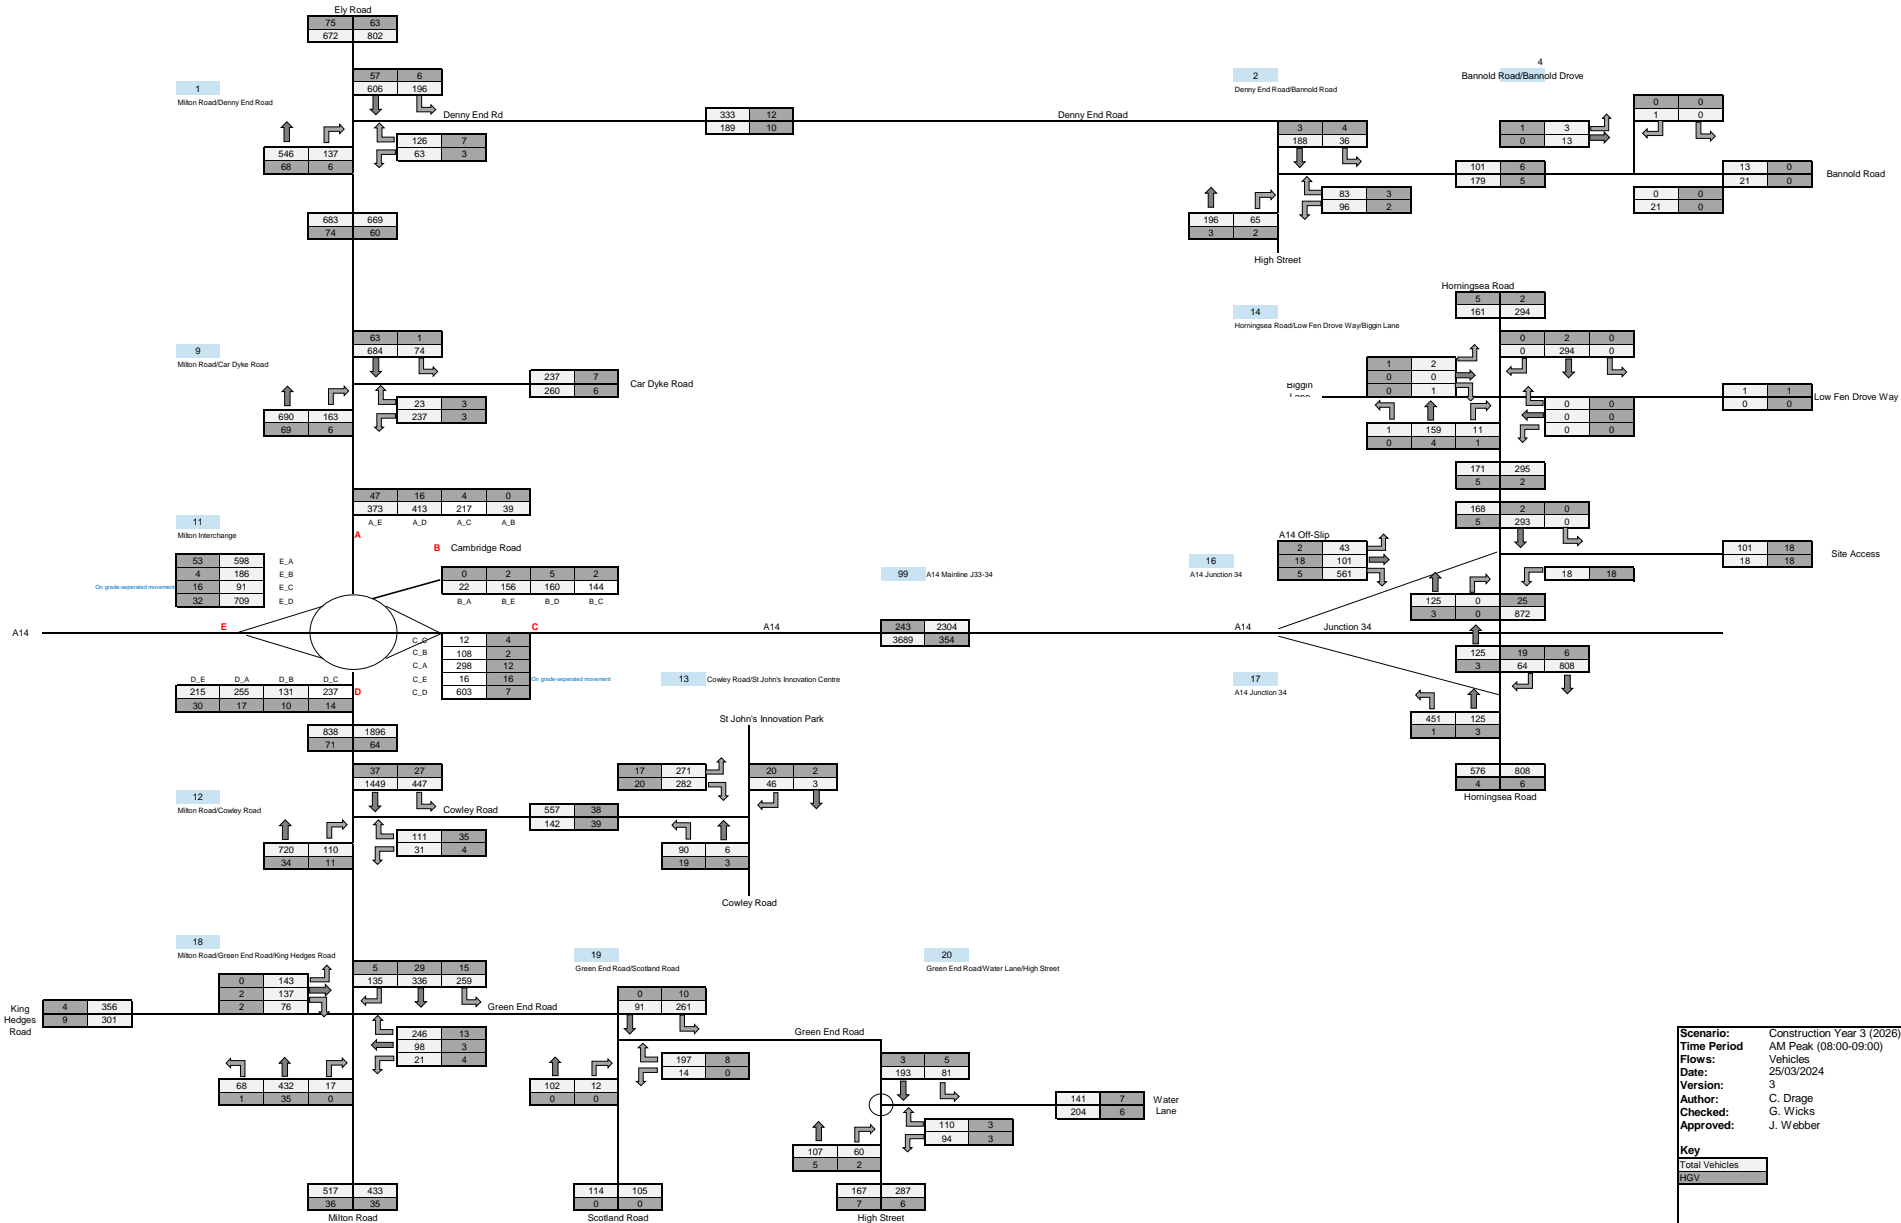 Ely Road
75 63
672 802
57 6
606 196
1
Milton Road/Denny End Road
Denny End Rd
546 137
68 6
126 7
63 3
333 12
189 10
Denny End Road
2
Denny End Road/Bannold Road
3 4
188 36
83 3
96 2
196 65
3 2
High Street
4
Bannold Road/Bannold Drove
0 0
1 0
1 3
0 13
101 6
179 5
13 0
21 0
Bannold Road
0 0
21 0
683 669
74 60
9
Milton Road/Car Dyke Road
63 1
684 74
690 163
69 6
23 3
237 3
237 7
260 6
Car Dyke Road
14
Horningsea Road/Low Fen Drove Way/Biggin Lane
Horningsea Road
5 2
161 294
0 2 0
0 294 0
1 2
0 0
0 1
Biggin
1 159 11
0 4 1
0 0
0 0
0 0
1 1
0 0
Low Fen Drove Way
171 295
5 2
47 16 4 0
373 413 217 39
A_E A_D A_C A_B
11
Milton Interchange
A
B Cambridge Road
53 598 E_A
4 186 E_B
On grade-seperated movement
16 91 E_C
32 709 E_D
0 2 5 2
22 156 160 144
B_A B_E B_D B_C
E
C
A14
C_C 12 4
C_B 108 2
C_A 298 12
C_E 16 16
On grade-seperated movement
C_D 603 7
D_E D_A D_B D_C
215 255 131 237
30 17 10 14
D
99
A14 Mainline J33-34
A14
243 2304
3689 354
16
A14 Junction 34
A14 Off-Slip
2 43
18 101
5 561
168 2 0
5 293 0
101 18
18 18
Site Access
18 18
125 0 25
3 0 872
A14
Junction 34
125 19 6
3 64 808
17
A14 Junction 34
451 125
1 3
576 808
4 6
Horningsea Road
838 1896
71 64
12
Milton Road/Cowley Road
37 27
1449 447
Cowley Road
720 110
34 11
111 35
31 4
557 38
142 39
13
Cowley Road/St John's Innovation Centre
St John's Innovation Park
17 271
20 282
20 2
46 3
90 6
19 3
Cowley Road
18
Milton Road/Green End Road/King Hedges Road
0 143
2 137
2 76
5 29 15
135 336 259
King
Hedges
Road
4 356
9 301
Green End Road
246 13
98 3
21 4
68 432 17
1 35 0
517 433
36 35
Milton Road
19
Green End Road/Scotland Road
0 10
91 261
197 8
14 0
102 12
0 0
114 105
0 0
Scotland Road
20
Green End Road/Water Lane/High Street
Green End Road
3 5
193 81
141 7
204 6
Water
Lane
110 3
94 3
107 60
5 2
167 287
7 6
High Street
Scenario: Construction Year 3 (2026)
Time Period AM Peak (08:00-09:00)
Flows: Vehicles
Date: 25/03/2024
Version: 3
Author: C. Drage
Checked: G. Wicks
Approved: J. Webber
Key
Total Vehicles
HGV